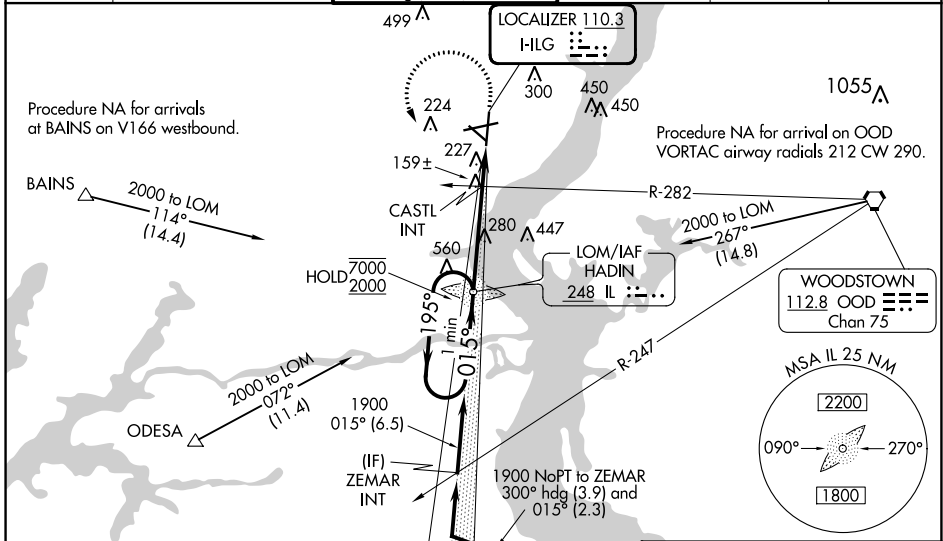 499
LOCALIZER 110.3
I-ILG
300
450
450
1055
224
Procedure NA for arrivals
at BAINS on V166 westbound.
Procedure NA for arrival on OOD
VORTAC airway radials 212 CW 290.
227
159±
BAINS
2000 to LOM
114°
(14.4)
R-282
CASTL
INT
2000 to LOM
267°
(14.8)
280
447
560
HOLD 7000
2000
LOM/IAF
HADIN
248 IL
WOODSTOWN
112.8 OOD
Chan 75
195°
1 min
015°
R-247
MSA IL 25 NM
2200
090°
270°
1800
2000 to LOM
072°
(11.4)
ODESA
1900
015° (6.5)
(IF)
ZEMAR
INT
1900 NoPT to ZEMAR
300° hdg (3.9) and
015° (2.3)